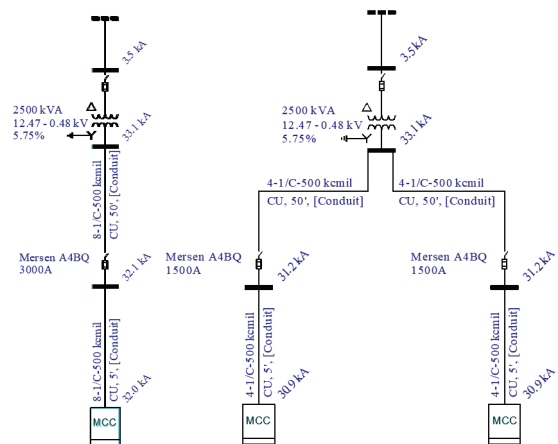 3.5 kA
2500 kVA
12.47 - 0.48 kV
5.75%
33.1 kA
8-1/C-500 kcmil
CU, 50', [Conduit]
Mersen A4BQ
3000A
32.1 kA
8-1/C-500 kcmil
CU, 5', [Conduit]
32.0 kA
MCC
3.5 kA
2500 kVA
12.47 - 0.48 kV
5.75%
33.1 kA
4-1/C-500 kcmil
CU, 50', [Conduit]
4-1/C-500 kcmil
CU, 50', [Conduit]
Mersen A4BQ
1500A
31.2 kA
4-1/C-500 kcmil
CU, 5', [Conduit]
30.9 kA
MCC
Mersen A4BQ
1500A
31.2 kA
4-1/C-500 kcmil
CU, 5', [Conduit]
30.9 kA
MCC